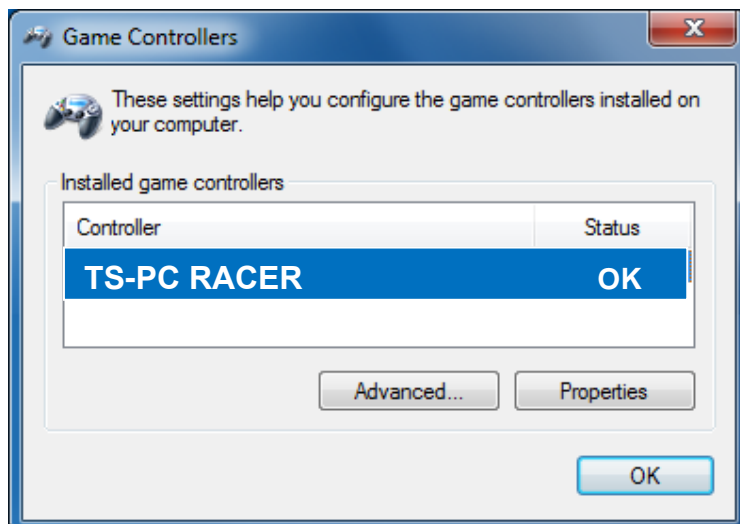 Game Controllers
These settings help you configure the game controllers installed on
your computer.
Installed game controllers
Controller Status
TS-PC RACER OK
Advanced... Properties
OK